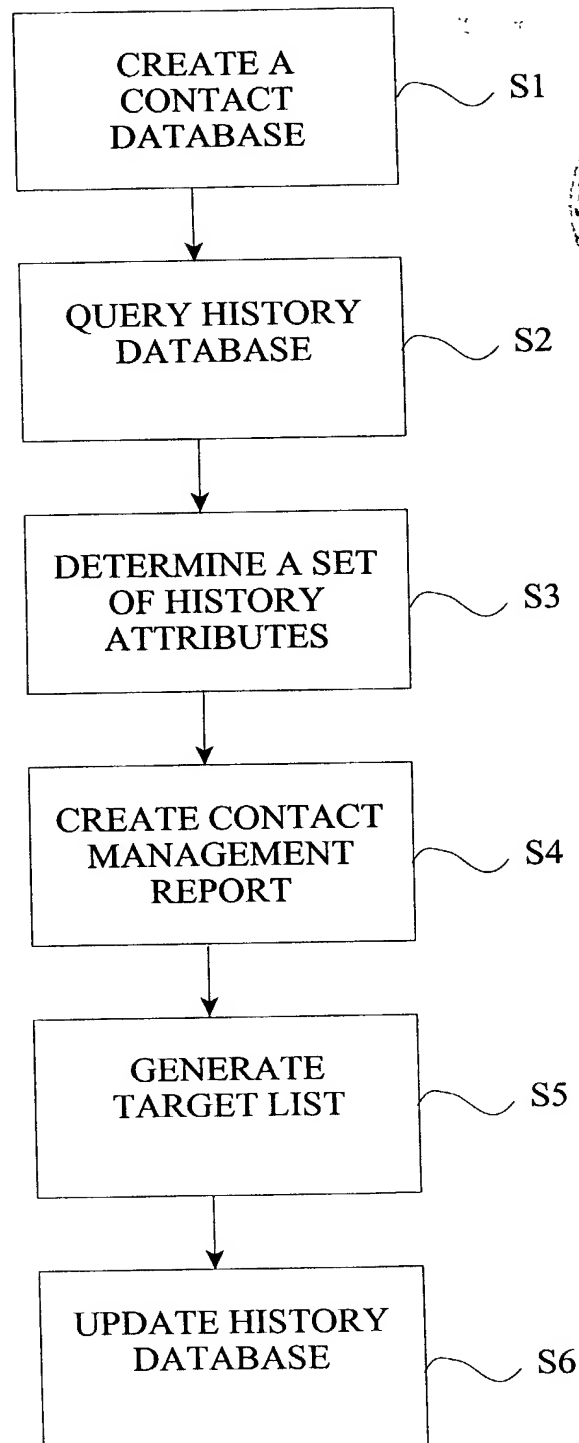 CREATE A
CONTACT
DATABASE
S1
QUERY HISTORY
DATABASE
S2
DETERMINE A SET
OF HISTORY
ATTRIBUTES
S3
CREATE CONTACT
MANAGEMENT
REPORT
S4
GENERATE
TARGET LIST
S5
UPDATE HISTORY
DATABASE
S6